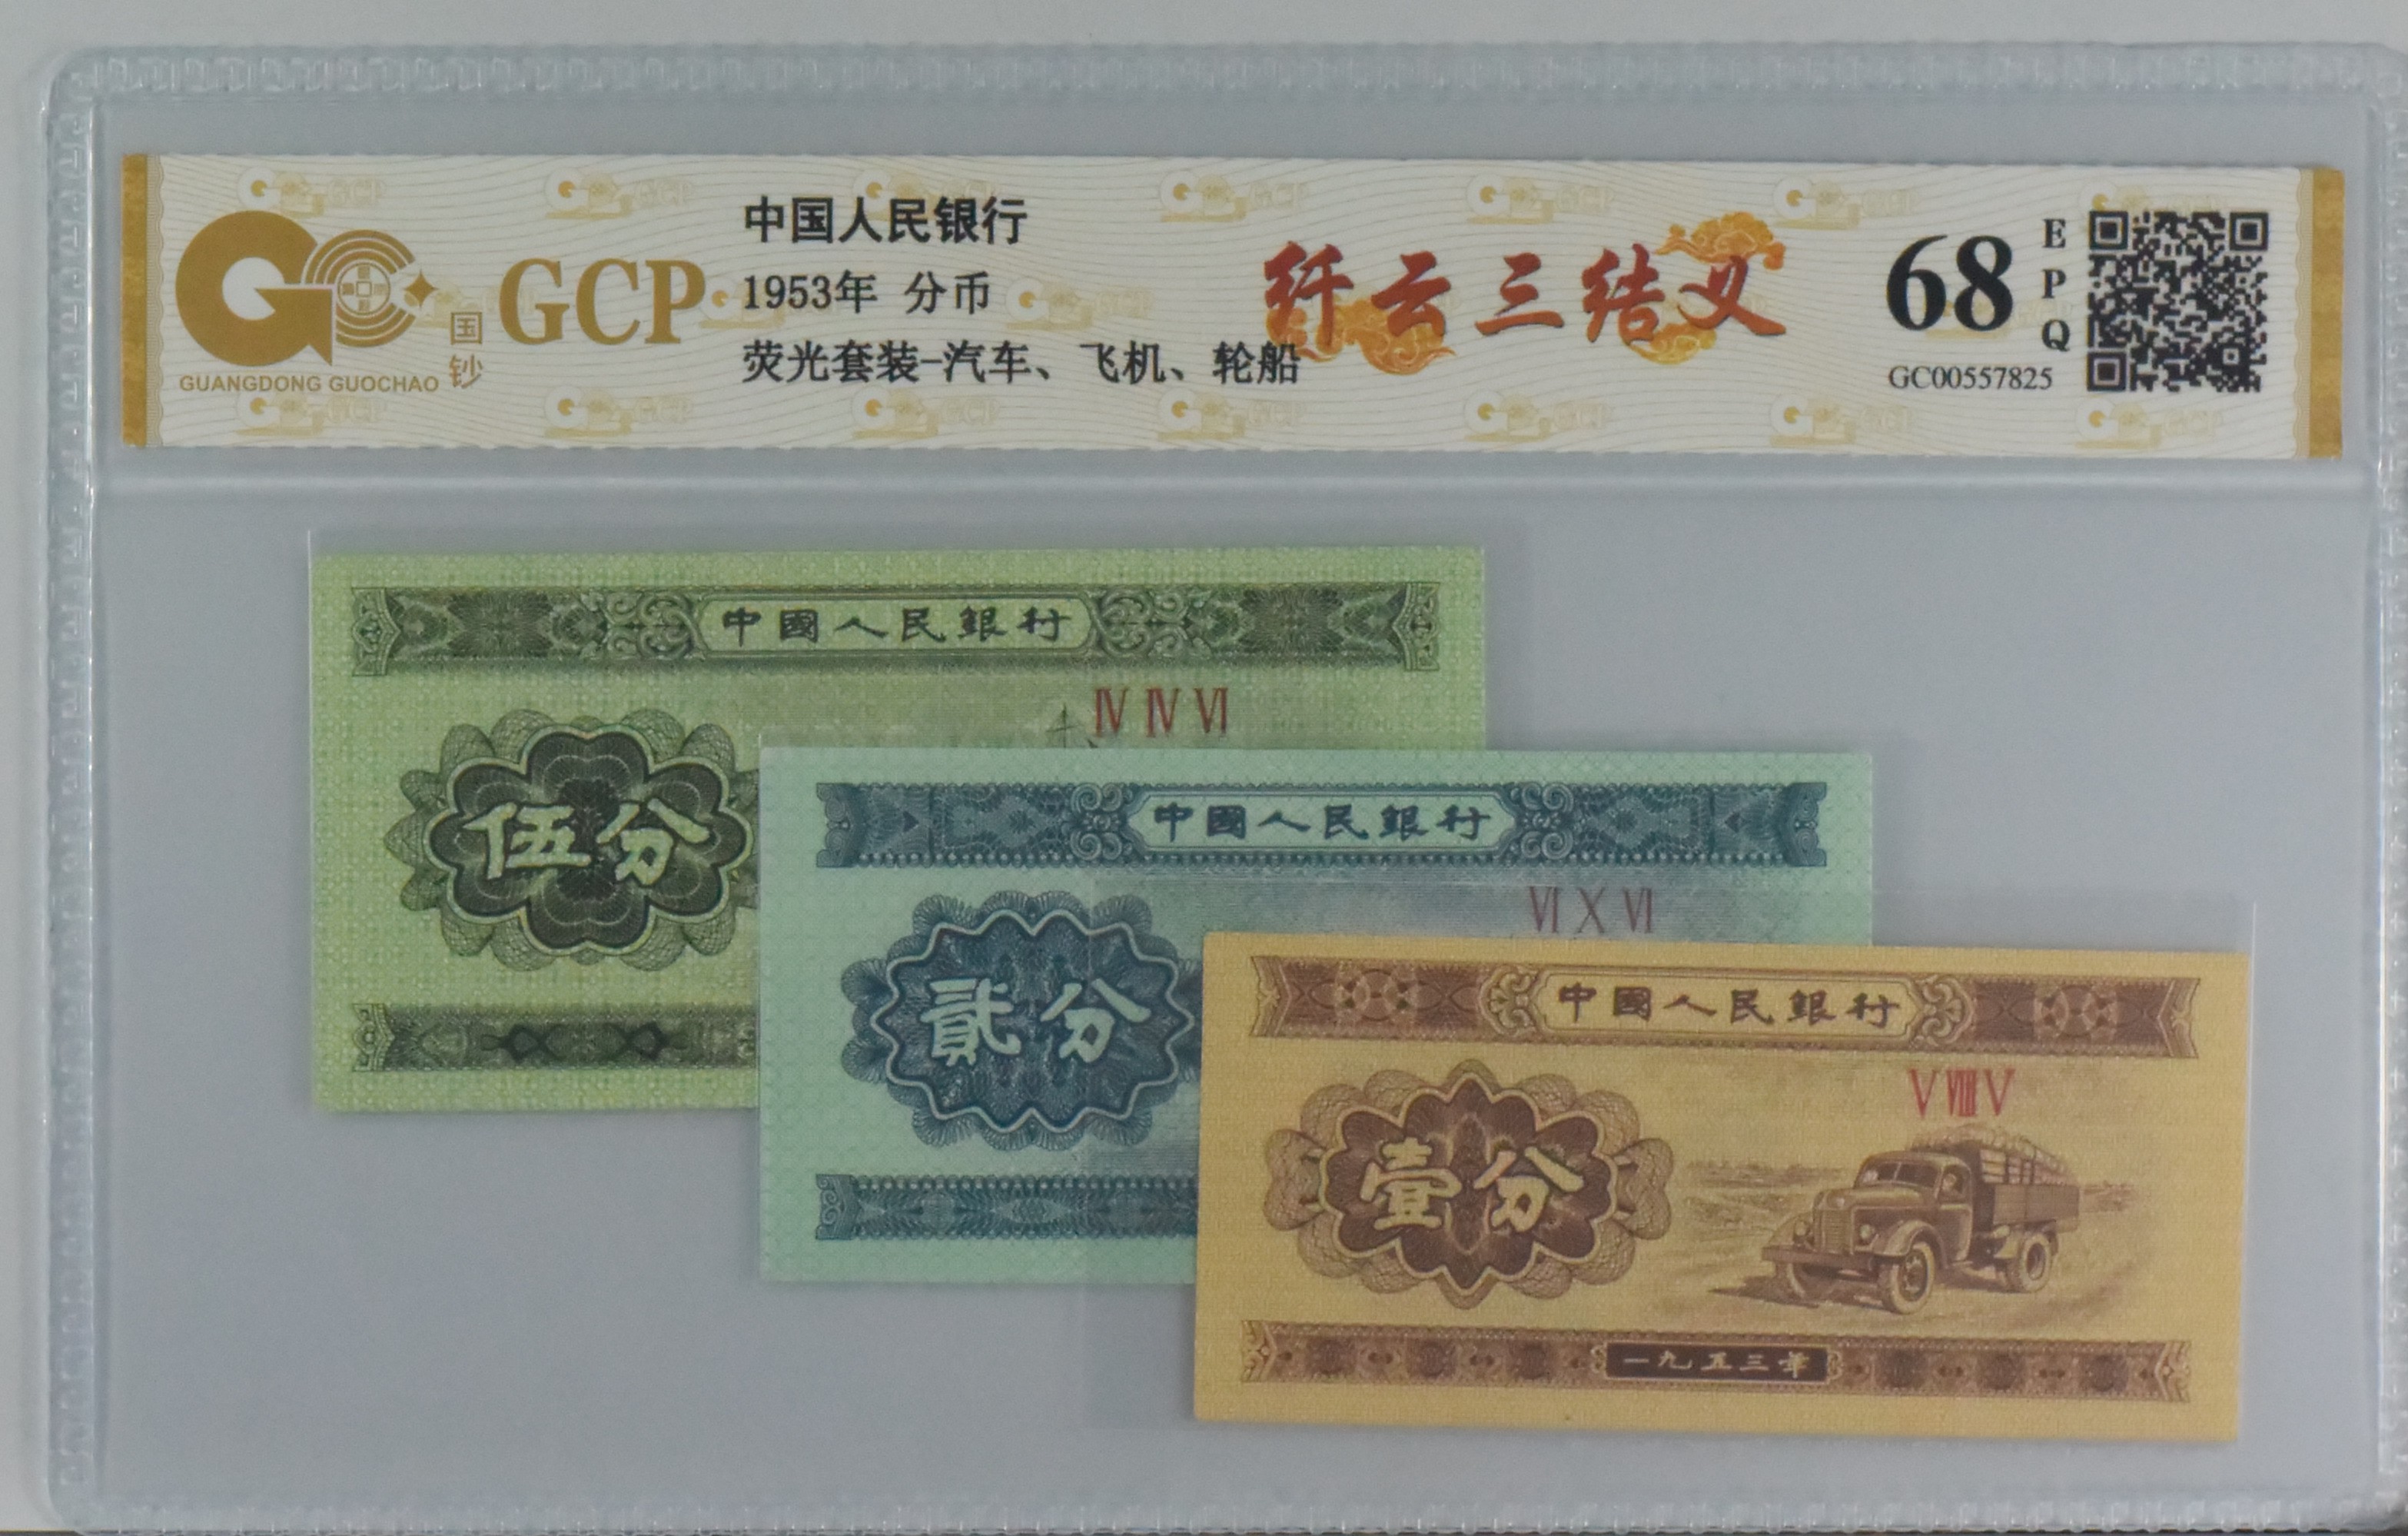 中国人民银行
1953年 分币
荧光套装-汽车、飞机、轮船
GCP
国钞
GUANGDONG GUOCHAO
纤云三结义
68
EPQ
GC00557825
中國人民銀行
ⅣⅣⅥ
伍分
中國人民銀行
ⅥⅩⅥ
貳分
中國人民銀行
ⅤⅧⅤ
壹分
一九五三年